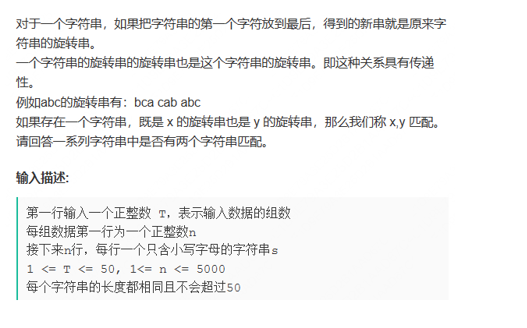 对于一个字符串，如果把字符串的第一个字符放到最后，得到的新串就是原来字
符串的旋转串。
一个字符串的旋转串的旋转串也是这个字符串的旋转串。即这种关系具有传递
性。
例如abc的旋转串有：bca cab abc
如果存在一个字符串，既是 x 的旋转串也是 y 的旋转串，那么我们称 x,y 匹配。
请回答一系列字符串中是否有两个字符串匹配。
输入描述:
第一行输入一个正整数 T，表示输入数据的组数
每组数据第一行为一个正整数n
接下来n行，每行一个只含小写字母的字符串s
1 <= T <= 50, 1<= n <= 5000
每个字符串的长度都相同且不会超过50